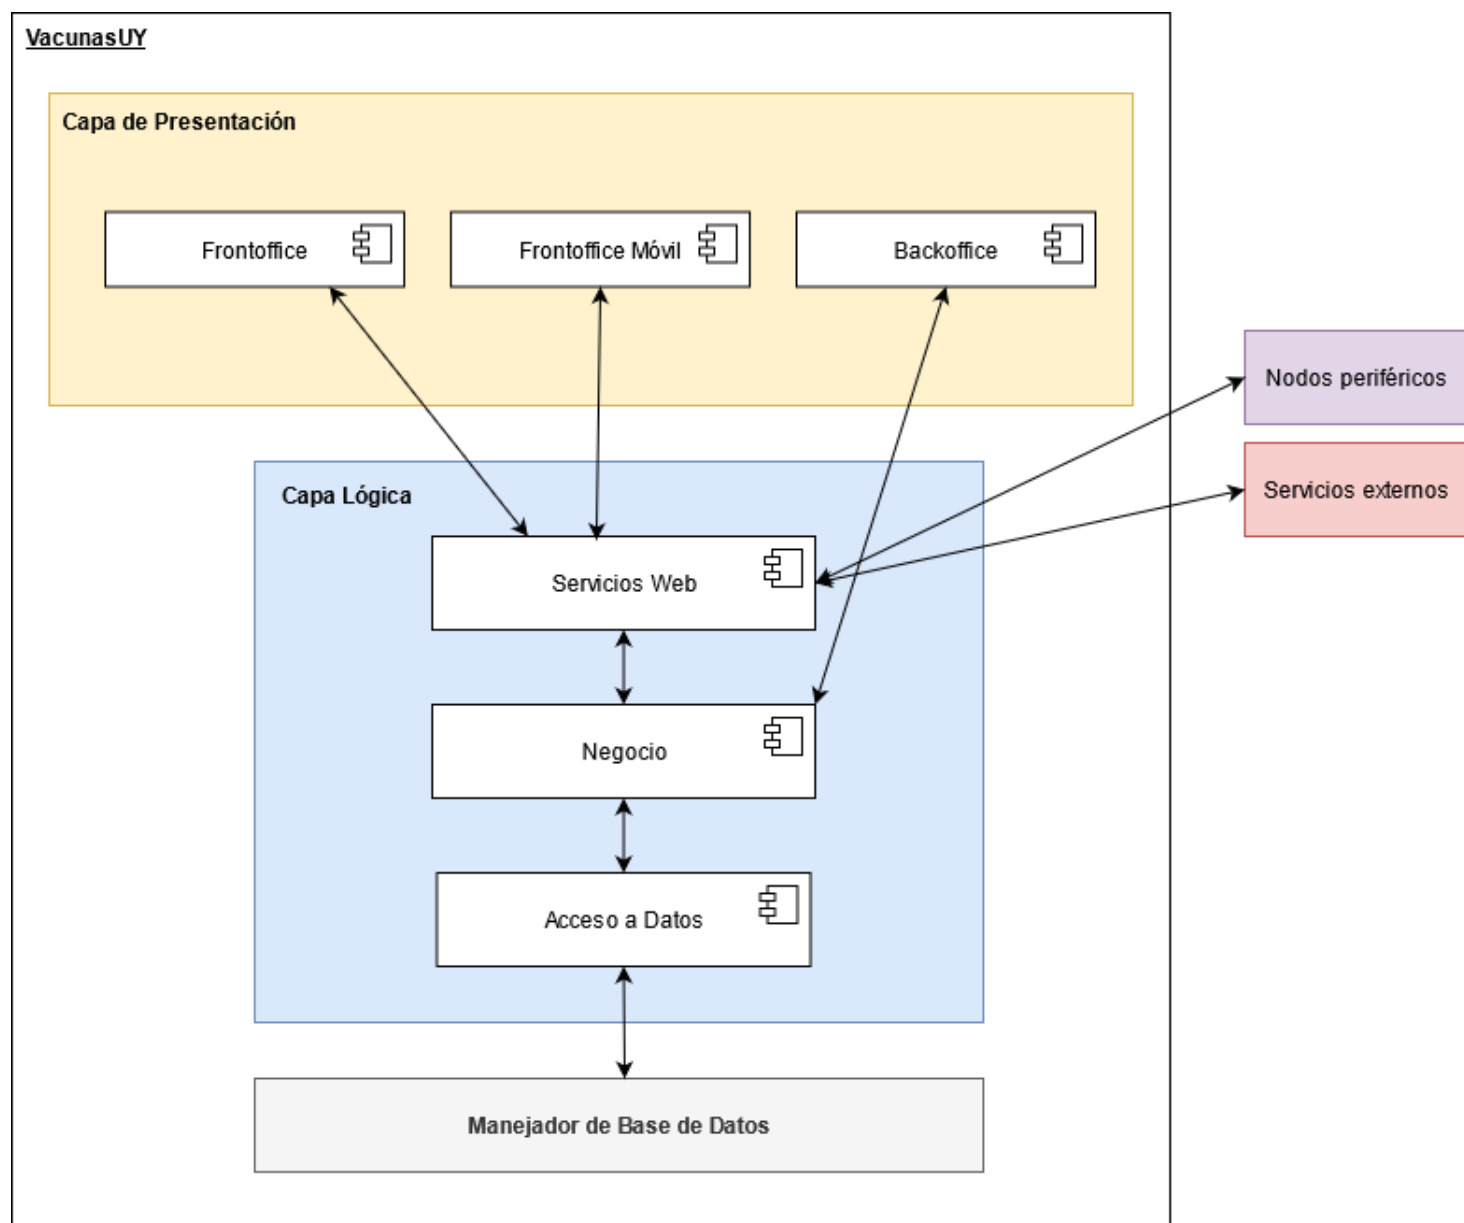 VacunasUY
Capa de Presentación
Frontoffice
Frontoffice Móvil
Backoffice
Nodos periféricos
Servicios externos
Capa Lógica
Servicios Web
Negocio
Acceso a Datos
Manejador de Base de Datos